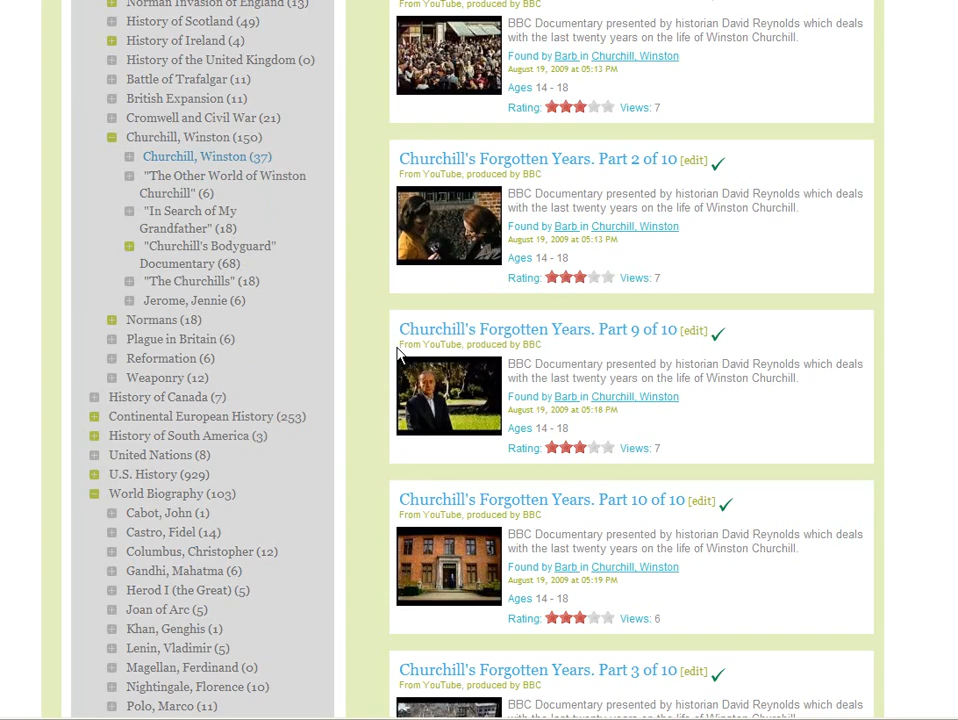 Norman Invasion of England (13)
History of Scotland (49)
History of Ireland (4)
History of the United Kingdom (0)
Battle of Trafalgar (11)
British Expansion (11)
Cromwell and Civil War (21)
Churchill, Winston (150)
Churchill, Winston (37)
"The Other World of Winston
Churchill" (6)
"In Search of My
Grandfather" (18)
"Churchill's Bodyguard"
Documentary (68)
"The Churchills" (18)
Jerome, Jennie (6)
Normans (18)
Plague in Britain (6)
Reformation (6)
Weaponry (12)
History of Canada (7)
Continental European History (253)
History of South America (3)
United Nations (8)
U.S. History (929)
World Biography (103)
Cabot, John (1)
Castro, Fidel (14)
Columbus, Christopher (12)
Gandhi, Mahatma (6)
Herod I (the Great) (5)
Joan of Arc (5)
Khan, Genghis (1)
Lenin, Vladimir (5)
Magellan, Ferdinand (0)
Nightingale, Florence (10)
Polo, Marco (11)
From YouTube, produced by BBC
BBC Documentary presented by historian David Reynolds which deals
with the last twenty years on the life of Winston Churchill.
Found by Barb in Churchill, Winston
August 19, 2009 at 05:13 PM
Ages 14 - 18
Rating: Views: 7
Churchill's Forgotten Years. Part 2 of 10 [edit]
From YouTube, produced by BBC
BBC Documentary presented by historian David Reynolds which deals
with the last twenty years on the life of Winston Churchill.
Found by Barb in Churchill, Winston
August 19, 2009 at 05:13 PM
Ages 14 - 18
Rating: Views: 7
Churchill's Forgotten Years. Part 9 of 10 [edit]
From YouTube, produced by BBC
BBC Documentary presented by historian David Reynolds which deals
with the last twenty years on the life of Winston Churchill.
Found by Barb in Churchill, Winston
August 19, 2009 at 05:18 PM
Ages 14 - 18
Rating: Views: 7
Churchill's Forgotten Years. Part 10 of 10 [edit]
From YouTube, produced by BBC
BBC Documentary presented by historian David Reynolds which deals
with the last twenty years on the life of Winston Churchill.
Found by Barb in Churchill, Winston
August 19, 2009 at 05:19 PM
Ages 14 - 18
Rating: Views: 6
Churchill's Forgotten Years. Part 3 of 10 [edit]
From YouTube, produced by BBC
BBC Documentary presented by historian David Reynolds which deals
with the last twenty years on the life of Winston Churchill.